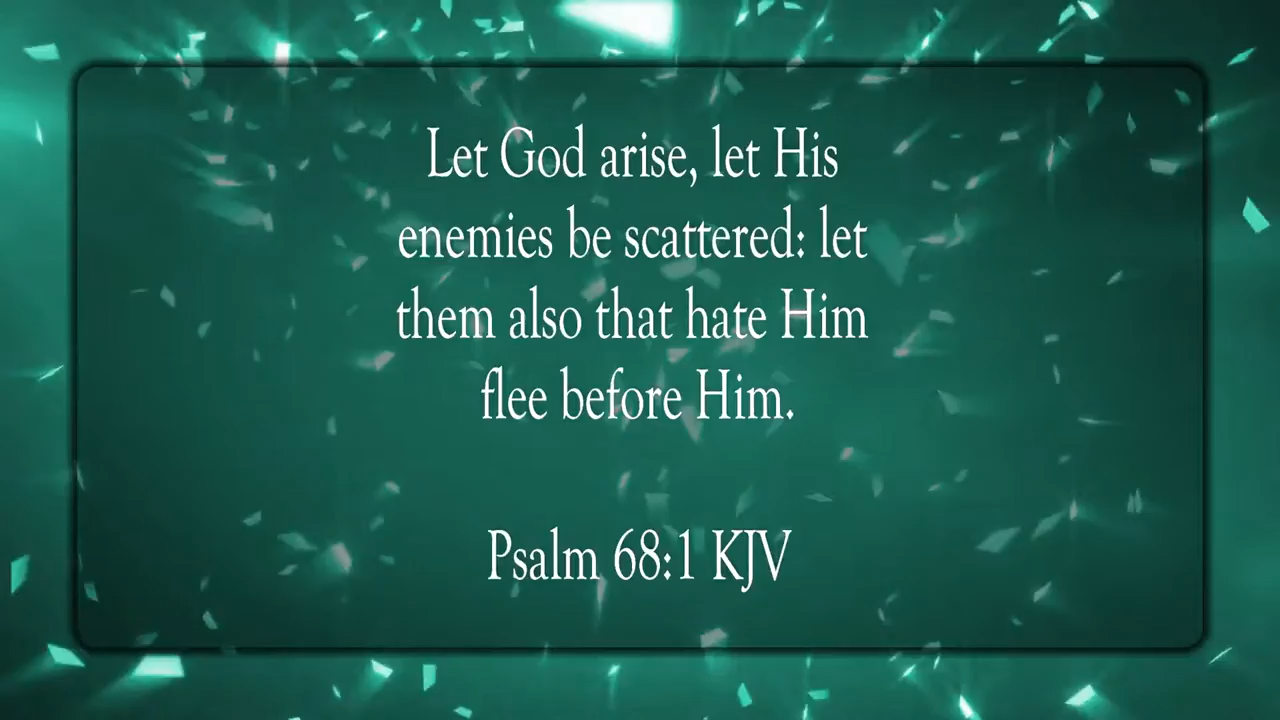 Let God arise, let His
enemies be scattered: let
them also that hate Him
flee before Him.
Psalm 68:1 KJV